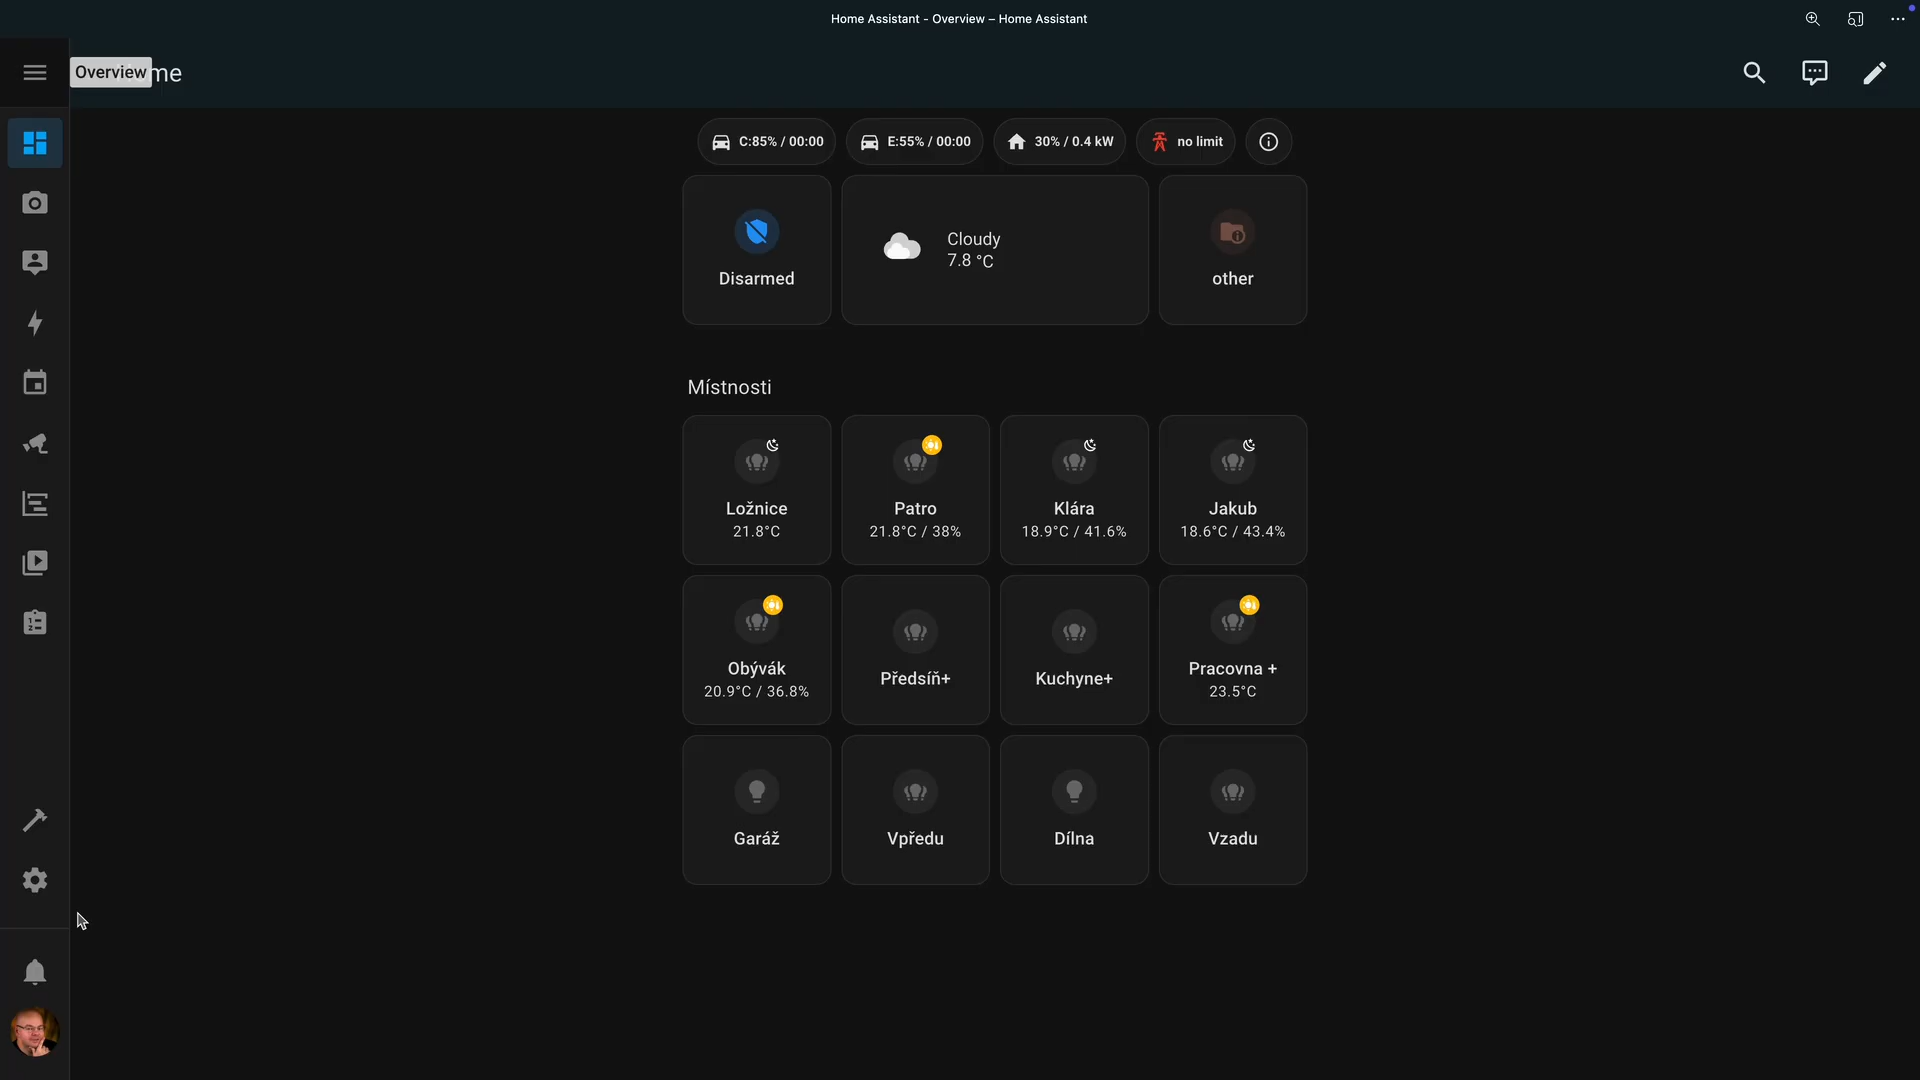 Home Assistant - Overview – Home Assistant
Overview
me
C:85% / 00:00
E:55% / 00:00
30% / 0.4 kW
no limit
Disarmed
Cloudy
7.8 °C
other
Místnosti
Ložnice
21.8°C
Patro
21.8°C / 38%
Klára
18.9°C / 41.6%
Jakub
18.6°C / 43.4%
Obývák
20.9°C / 36.8%
Předsíň+
Kuchyne+
Pracovna +
23.5°C
Garáž
Vpředu
Dílna
Vzadu